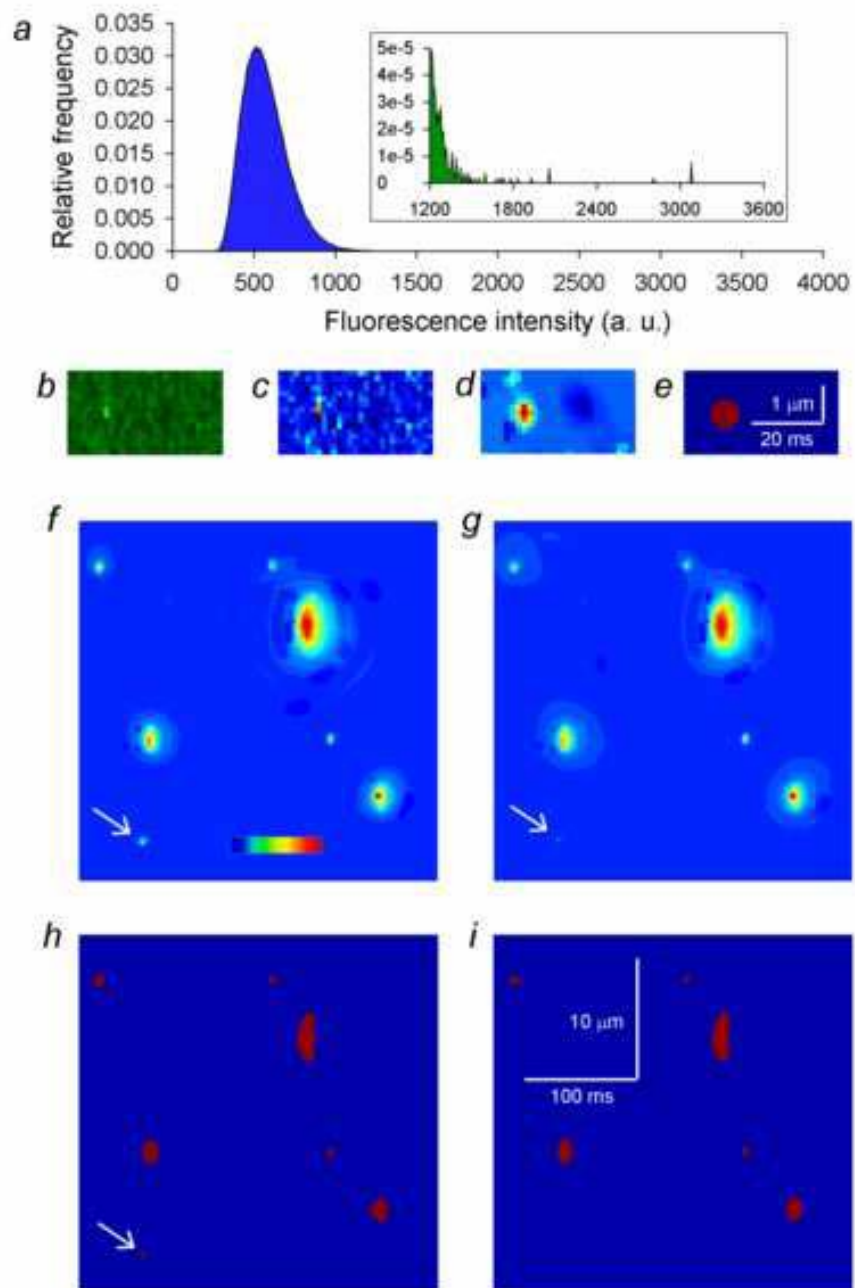 a
Relative frequency
0.035
0.030
0.025
0.020
0.015
0.010
0.005
0.000
5e-5
4e-5
3e-5
2e-5
1e-5
0
1200 1800 2400 3000 3600
0 500 1000 1500 2000 2500 3000 3500 4000
Fluorescence intensity (a. u.)
b c d e
1 μm
20 ms
f g
h i
10 μm
100 ms